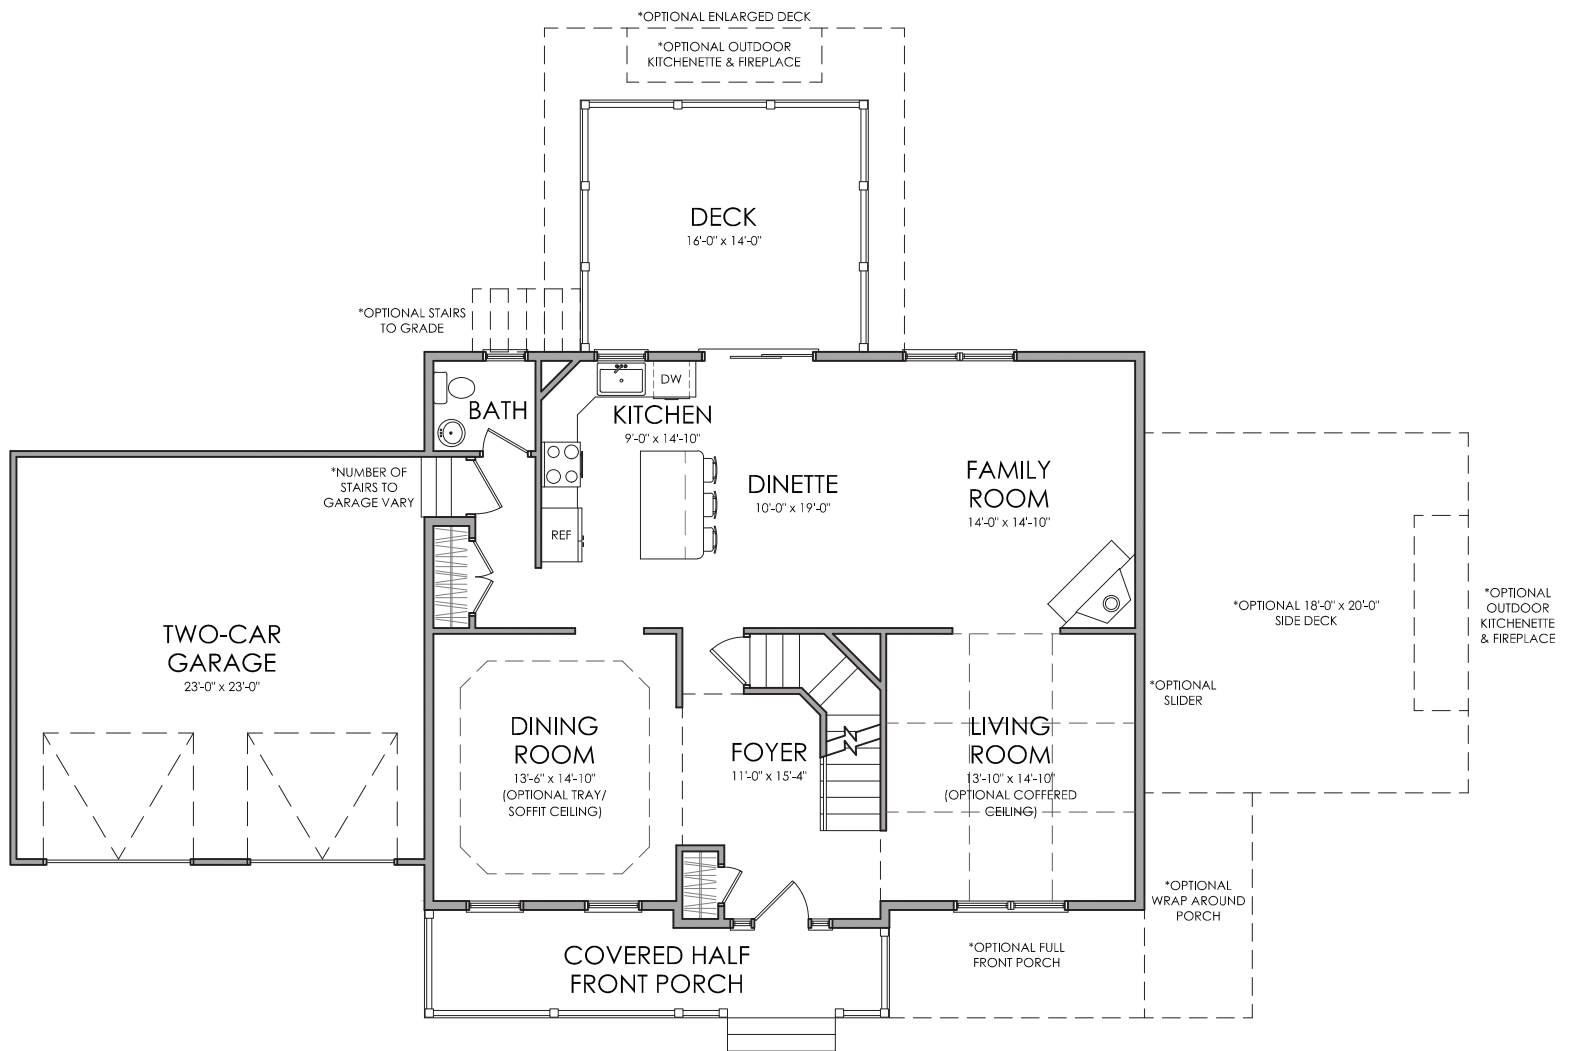 *OPTIONAL ENLARGED DECK
*OPTIONAL OUTDOOR
KITCHENETTE & FIREPLACE
DECK
16'-0" x 14'-0"
*OPTIONAL STAIRS
TO GRADE
DW
BATH
KITCHEN
9'-0" x 14'-10"
*NUMBER OF
STAIRS TO
GARAGE VARY
DINETTE
10'-0" x 19'-0"
FAMILY
ROOM
14'-0" x 14'-10"
REF
TWO-CAR
GARAGE
23'-0" x 23'-0"
*OPTIONAL 18'-0" x 20'-0"
SIDE DECK
*OPTIONAL
OUTDOOR
KITCHENETTE
& FIREPLACE
*OPTIONAL
SLIDER
DINING
ROOM
13'-6" x 14'-10"
(OPTIONAL TRAY/
SOFFIT CEILING)
FOYER
11'-0" x 15'-4"
LIVING
ROOM
13'-10" x 14'-10"
(OPTIONAL COFFERED
CEILING)
*OPTIONAL
WRAP AROUND
PORCH
COVERED HALF
FRONT PORCH
*OPTIONAL FULL
FRONT PORCH